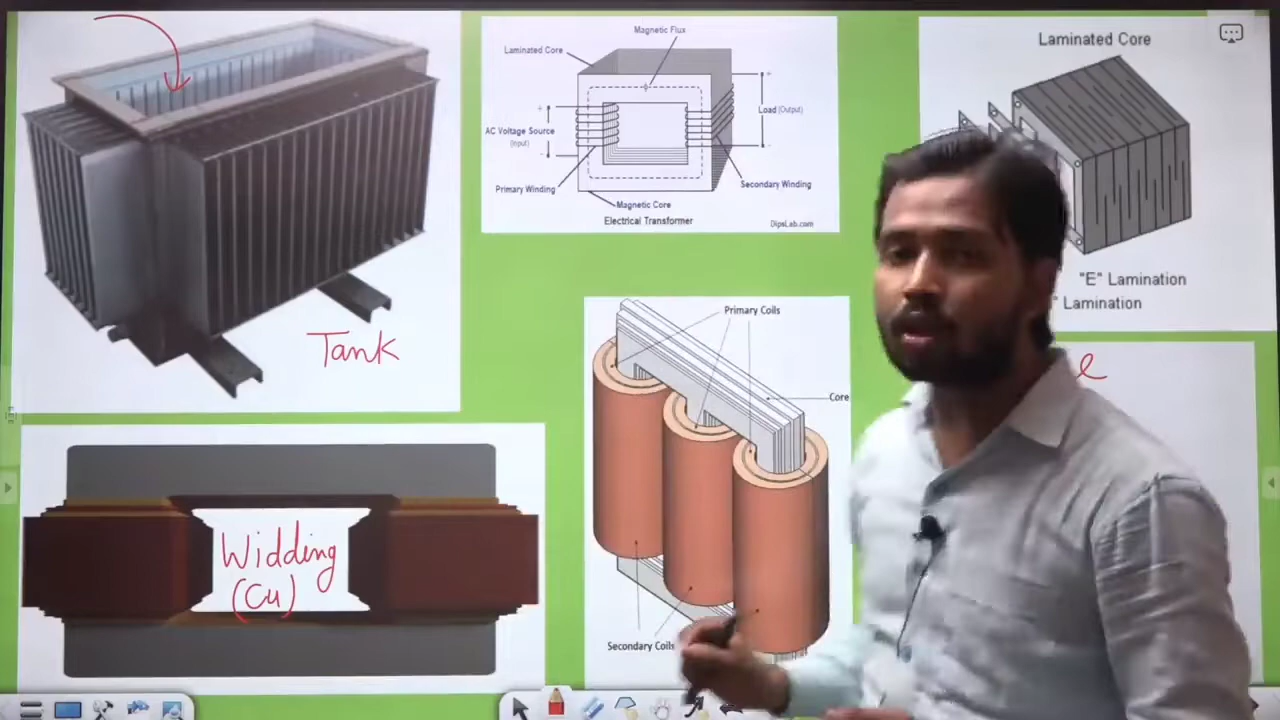 Tank
Magnetic Flux
Laminated Core
AC Voltage Source
(Input)
Load (Output)
Primary Winding
Secondary Winding
Magnetic Core
Electrical Transformer
DipsLab.com
Laminated Core
"E" Lamination
" Lamination
Widding
(Cu)
Primary Coils
Core
Secondary Coils
e